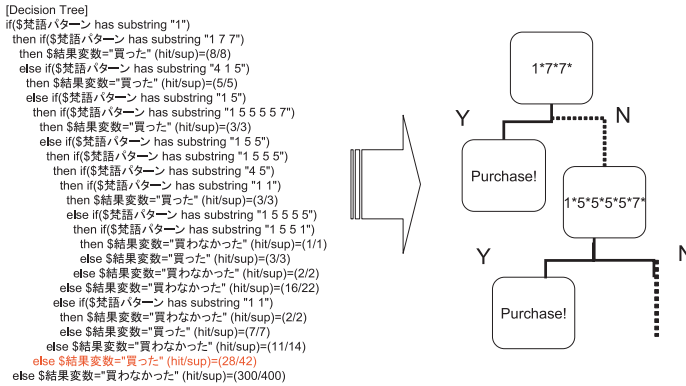 [Decision Tree]
if($梵語パターン has substring "1")
then if($梵語パターン has substring "1 7 7")
then $結果変数="買った" (hit/sup)=(8/8)
else if($梵語パターン has substring "4 1 5")
then $結果変数="買った" (hit/sup)=(5/5)
else if($梵語パターン has substring "1 5")
then if($梵語パターン has substring "1 5 5 5 5 7")
then $結果変数="買った" (hit/sup)=(3/3)
else if($梵語パターン has substring "1 5 5")
then if($梵語パターン has substring "1 5 5 5")
then if($梵語パターン has substring "4 5")
then if($梵語パターン has substring "1 1")
then $結果変数="買った" (hit/sup)=(3/3)
else if($梵語パターン has substring "1 5 5 5 5")
then if($梵語パターン has substring "1 5 5 1")
then $結果変数="買わなかった" (hit/sup)=(1/1)
else $結果変数="買った" (hit/sup)=(3/3)
else $結果変数="買わなかった" (hit/sup)=(2/2)
else $結果変数="買わなかった" (hit/sup)=(16/22)
else if($梵語パターン has substring "1 1")
then $結果変数="買わなかった" (hit/sup)=(2/2)
else $結果変数="買った" (hit/sup)=(7/7)
else $結果変数="買わなかった" (hit/sup)=(11/14)
else $結果変数="買った" (hit/sup)=(28/42)
else $結果変数="買わなかった" (hit/sup)=(300/400)
1*7*7*
Y
N
Purchase!
1*5*5*5*5*7*
Y
N
Purchase!